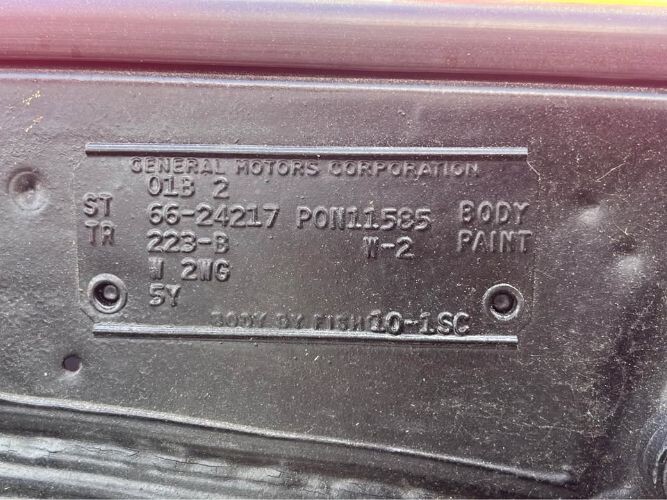 GENERAL MOTORS CORPORATION
01B 2
ST 66-24217 PON11585 BODY
TR 223-B W-2 PAINT
W 2WG
5Y
BODY BY FISH 10-1SC